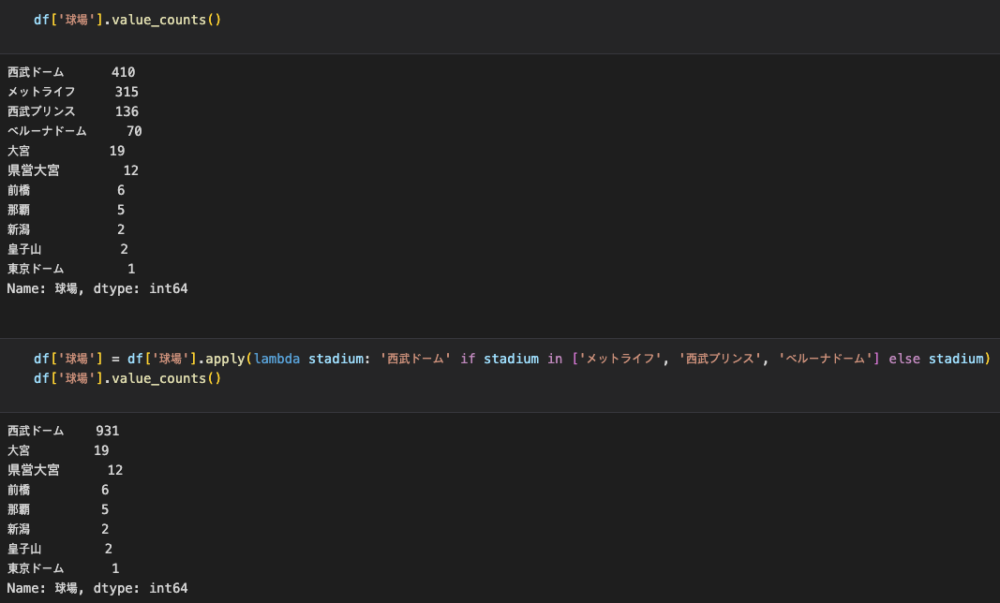 df['球場'].value_counts()
西武ドーム 410
メットライフ 315
西武プリンス 136
ベルーナドーム 70
大宮 19
県営大宮 12
前橋 6
那覇 5
新潟 2
皇子山 2
東京ドーム 1
Name: 球場, dtype: int64
df['球場'] = df['球場'].apply(lambda stadium: '西武ドーム' if stadium in ['メットライフ', '西武プリンス', 'ベルーナドーム'] else stadium)
df['球場'].value_counts()
西武ドーム 931
大宮 19
県営大宮 12
前橋 6
那覇 5
新潟 2
皇子山 2
東京ドーム 1
Name: 球場, dtype: int64